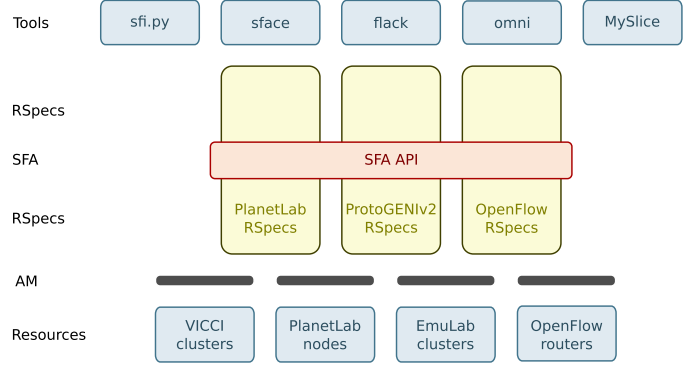 Tools
sfi.py
sface
flack
omni
MySlice
RSpecs
SFA
SFA API
RSpecs
PlanetLab
RSpecs
ProtoGENIv2
RSpecs
OpenFlow
RSpecs
AM
Resources
VICCI
clusters
PlanetLab
nodes
EmuLab
clusters
OpenFlow
routers